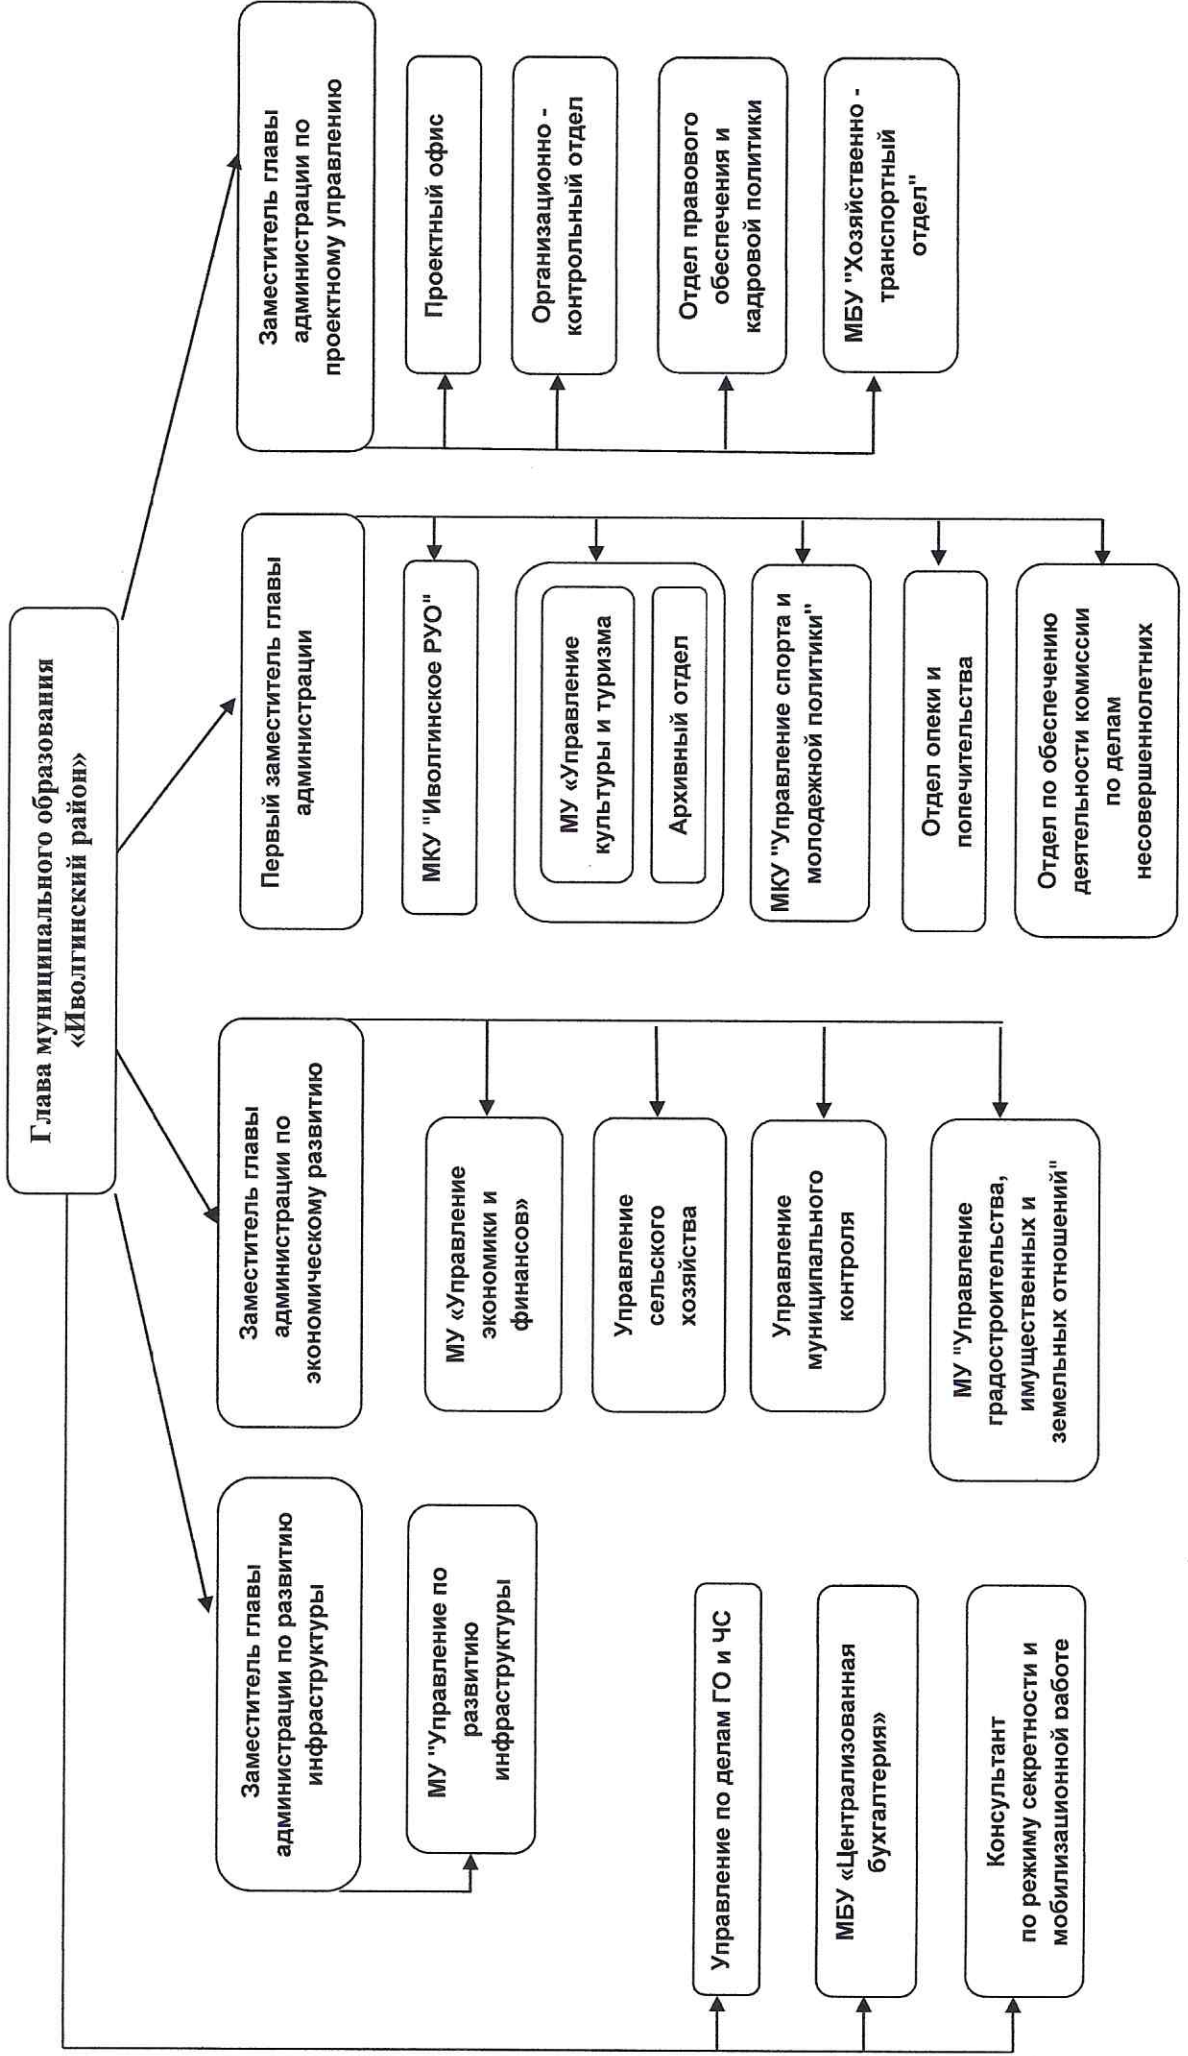 Глава муниципального образования
«Иволгинский район»
Заместитель главы
администрации по развитию
инфраструктуры
МУ "Управление по
развитию
инфраструктуры
Управление по делам ГО и ЧС
МБУ «Централизованная
бухгалтерия»
Консультант
по режиму секретности и
мобилизационной работе
Заместитель главы
администрации по
экономическому развитию
МУ «Управление
экономики и
финансов»
Управление
сельского
хозяйства
Управление
муниципального
контроля
МУ "Управление
градостроительства,
имущественных и
земельных отношений"
Первый заместитель главы
администрации
МКУ "Иволгинское РУО"
МУ «Управление
культуры и туризма
Архивный отдел
МКУ "Управление спорта и
молодежной политики"
Отдел опеки и
попечительства
Отдел по обеспечению
деятельности комиссии
по делам
несовершеннолетних
Заместитель главы
администрации по
проектному управлению
Проектный офис
Организационно -
контрольный отдел
Отдел правового
обеспечения и
кадровой политики
МБУ "Хозяйственно -
транспортный
отдел"